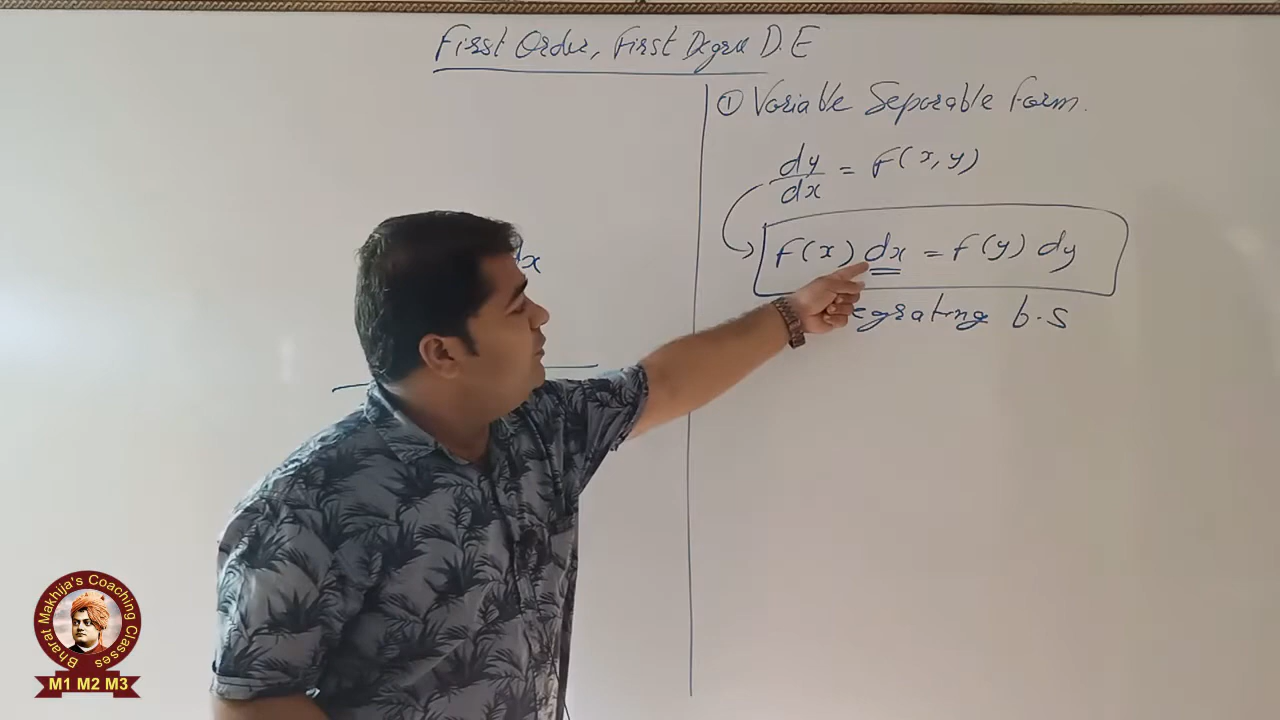 First Order, First Degree D.E
① Variable Separable Form.
dy/dx = f(x, y)
f(x) dx = f(y) dy
b.s
dx
Bharat Makhija's Coaching Classes
M1 M2 M3